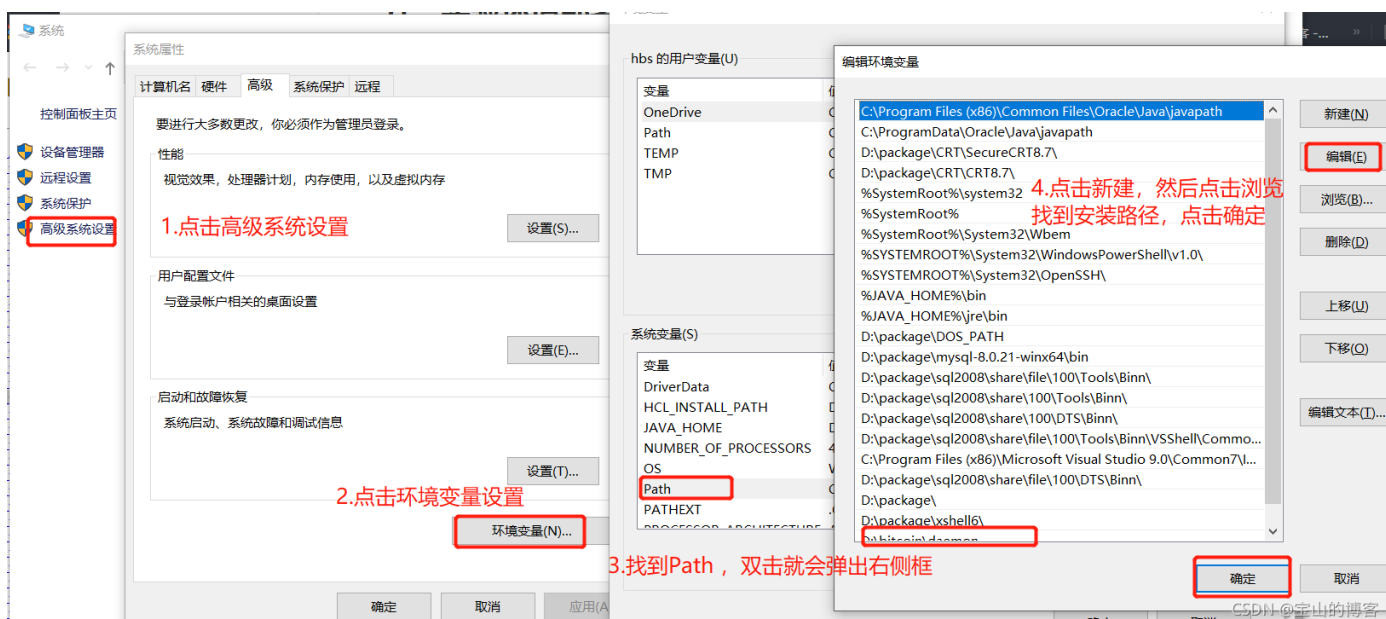 系统
控制面板主页
设备管理器
远程设置
系统保护
高级系统设置
系统属性
计算机名 硬件 高级 系统保护 远程
要进行大多数更改，你必须作为管理员登录。
性能
视觉效果，处理器计划，内存使用，以及虚拟内存
1.点击高级系统设置
设置(S)...
用户配置文件
与登录帐户相关的桌面设置
设置(E)...
启动和故障恢复
系统启动、系统故障和调试信息
设置(T)...
2.点击环境变量设置
环境变量(N)...
确定 取消 应用(A
hbs 的用户变量(U)
变量
OneDrive
Path
TEMP
TMP
系统变量(S)
变量
DriverData
HCL_INSTALL_PATH
JAVA_HOME
NUMBER_OF_PROCESSORS 4
OS
Path
PATHEXT
PROCESSOR_ARCHITECTURE
3.找到Path ，双击就会弹出右侧框
编辑环境变量
C:\Program Files (x86)\Common Files\Oracle\Java\javapath
C:\ProgramData\Oracle\Java\javapath
D:\package\CRT\SecureCRT8.7\
D:\package\CRT\CRT8.7\
%SystemRoot%\system32
%SystemRoot%
%SystemRoot%\System32\Wbem
%SYSTEMROOT%\System32\WindowsPowerShell\v1.0\
%SYSTEMROOT%\System32\OpenSSH\
%JAVA_HOME%\bin
%JAVA_HOME%\jre\bin
D:\package\DOS_PATH
D:\package\mysql-8.0.21-winx64\bin
D:\package\sql2008\share\file\100\Tools\Binn\
D:\package\sql2008\share\100\Tools\Binn\
D:\package\sql2008\share\100\DTS\Binn\
D:\package\sql2008\share\file\100\Tools\Binn\VSShell\Commo...
C:\Program Files (x86)\Microsoft Visual Studio 9.0\Common7\I...
D:\package\sql2008\share\file\100\DTS\Binn\
D:\package\
D:\package\xshell6\
D:\bitcoin\daemon
4.点击新建，然后点击浏览
找到安装路径，点击确定
新建(N)
编辑(E)
浏览(B)...
删除(D)
上移(U)
下移(O)
编辑文本(T)...
确定 取消
CSDN @宝山的博客